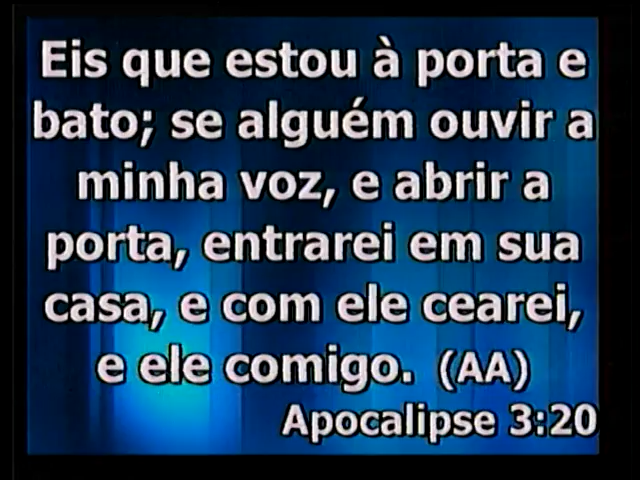 Eis que estou à porta e
bato; se alguém ouvir a
minha voz, e abrir a
porta, entrarei em sua
casa, e com ele cearei,
e ele comigo. (AA)
Apocalipse 3:20